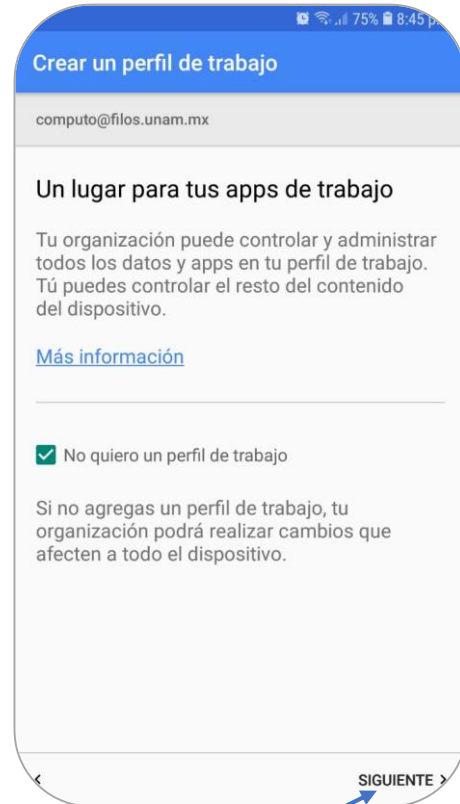 75% 8:45 p.
Crear un perfil de trabajo
computo@filos.unam.mx
Un lugar para tus apps de trabajo
Tu organización puede controlar y administrar
todos los datos y apps en tu perfil de trabajo.
Tú puedes controlar el resto del contenido
del dispositivo.
Más información
No quiero un perfil de trabajo
Si no agregas un perfil de trabajo, tu
organización podrá realizar cambios que
afecten a todo el dispositivo.
SIGUIENTE